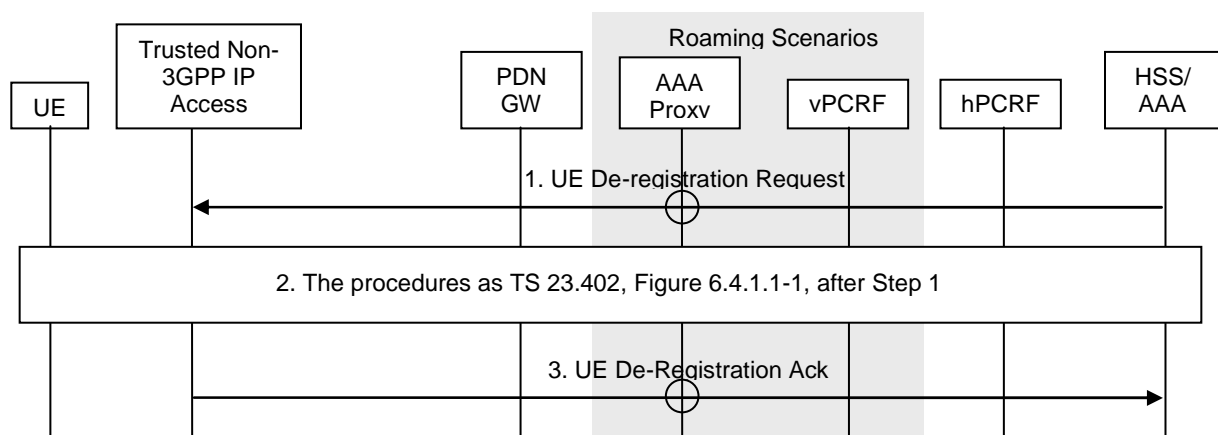 Roaming Scenarios
UE
Trusted Non-
3GPP IP
Access
PDN
GW
AAA
Proxy
vPCRF
hPCRF
HSS/
AAA
1. UE De-registration Request
2. The procedures as TS 23.402, Figure 6.4.1.1-1, after Step 1
3. UE De-Registration Ack